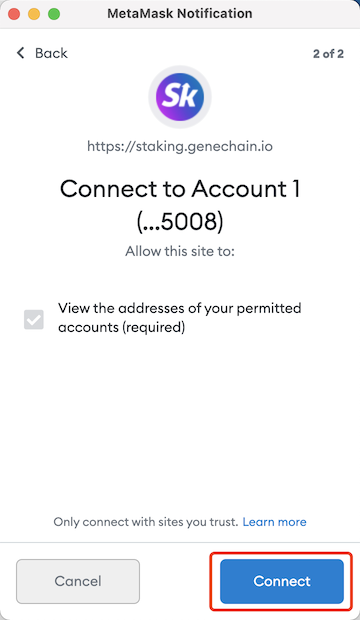 MetaMask Notification
Back
2 of 2
Sk
https://staking.genechain.io
Connect to Account 1
(...5008)
Allow this site to:
View the addresses of your permitted
accounts (required)
Only connect with sites you trust. Learn more
Cancel
Connect